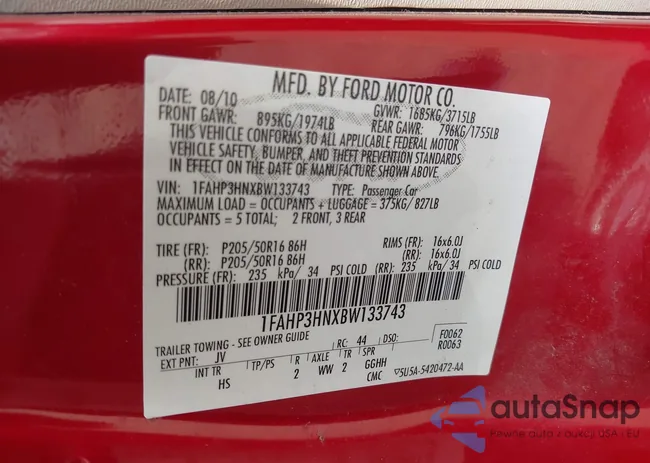 MFD. BY FORD MOTOR CO.
DATE: 08/10 GVWR: 1685KG/3715LB
FRONT GAWR: 895KG/1974LB REAR GAWR: 796KG/1755LB
THIS VEHICLE CONFORMS TO ALL APPLICABLE FEDERAL MOTOR
VEHICLE SAFETY, BUMPER, AND THEFT PREVENTION STANDARDS
IN EFFECT ON THE DATE OF MANUFACTURE SHOWN ABOVE.
VIN: 1FAHP3HNXBW133743 TYPE: Passenger Car
MAXIMUM LOAD = OCCUPANTS + LUGGAGE = 375KG/ 827LB
OCCUPANTS = 5 TOTAL; 2 FRONT, 3 REAR
TIRE (FR): P205/50R16 86H RIMS (FR): 16x6.0J
(RR): P205/50R16 86H (RR): 16x6.0J
PRESSURE (FR): 235 kPa/ 34 PSI COLD (RR): 235 kPa/ 34 PSI COLD
1FAHP3HNXBW133743
TRAILER TOWING - SEE OWNER GUIDE RC: 44 DSO: F0062
EXT PNT: JV R0063
INT TR TP/PS R AXLE TR SPR
HS 2 WW 2 GGHH
CMC ▽5U5A-5420472-AA
autaSnap
Pewne auta z aukcji USA - EU